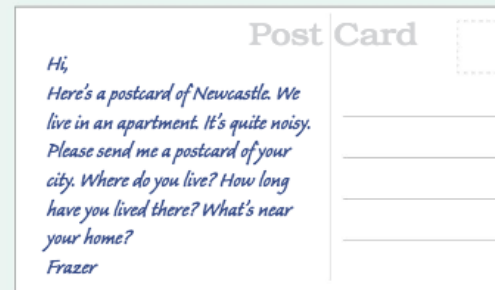 Post Card
Hi,
Here's a postcard of Newcastle. We
live in an apartment. It's quite noisy.
Please send me a postcard of your
city. Where do you live? How long
have you lived there? What's near
your home?
Frazer